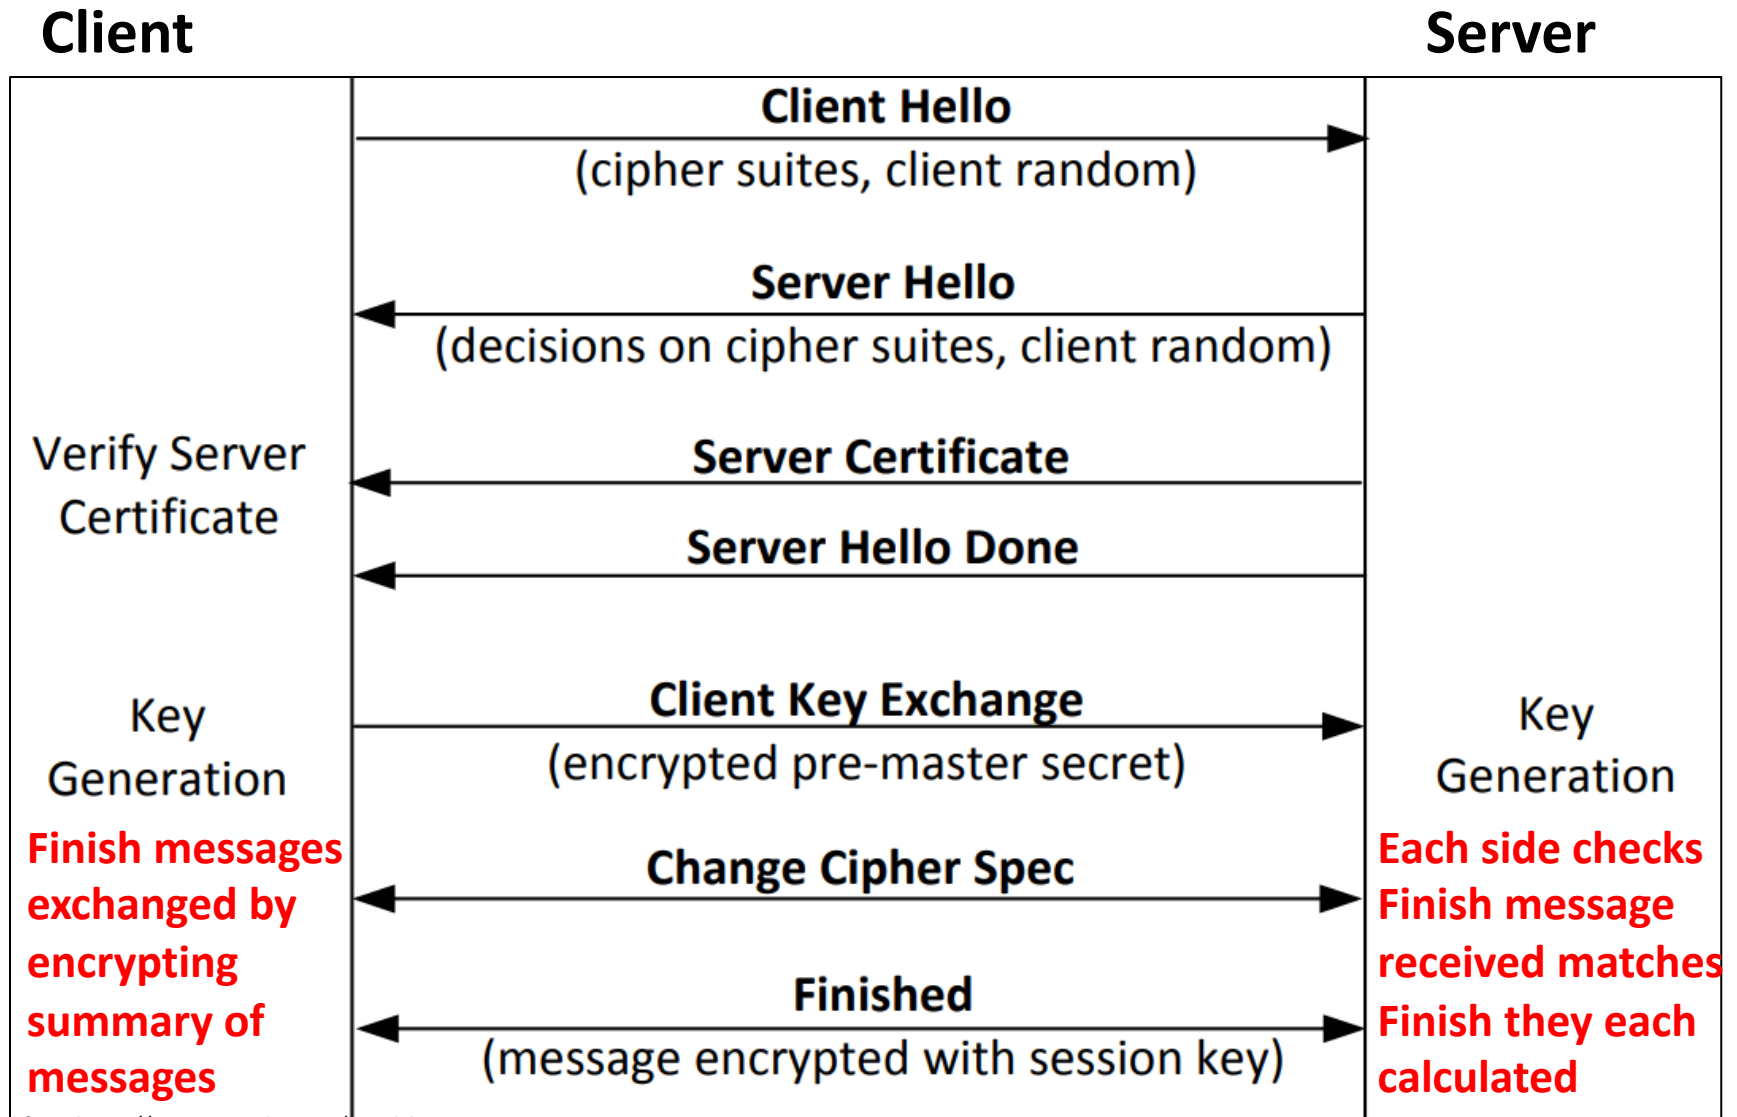 Client
Server
Client Hello
(cipher suites, client random)
Server Hello
(decisions on cipher suites, client random)
Verify Server
Certificate
Server Certificate
Server Hello Done
Key
Generation
Client Key Exchange
(encrypted pre-master secret)
Key
Generation
Finish messages
exchanged by
encrypting
summary of
messages
Change Cipher Spec
Finished
(message encrypted with session key)
Each side checks
Finish message
received matches
Finish they each
calculated